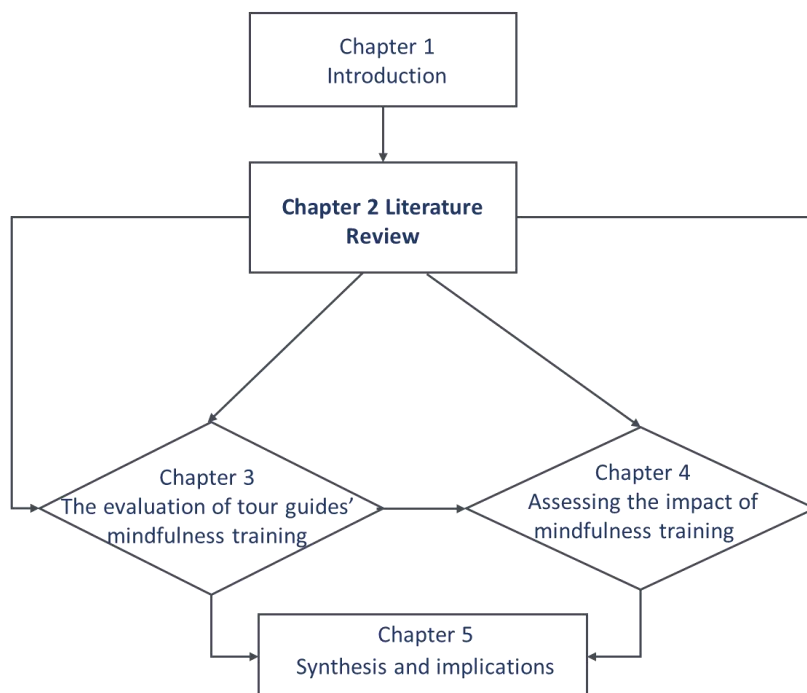 Chapter 1
Introduction
Chapter 2 Literature
Review
Chapter 3
The evaluation of tour guides’
mindfulness training
Chapter 4
Assessing the impact of
mindfulness training
Chapter 5
Synthesis and implications